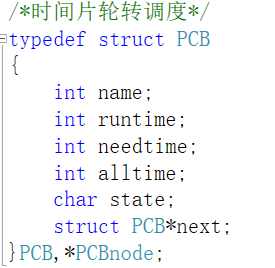 /*时间片轮转调度*/
typedef struct PCB
{
int name;
int runtime;
int needtime;
int alltime;
char state;
struct PCB*next;
}PCB,*PCBnode;